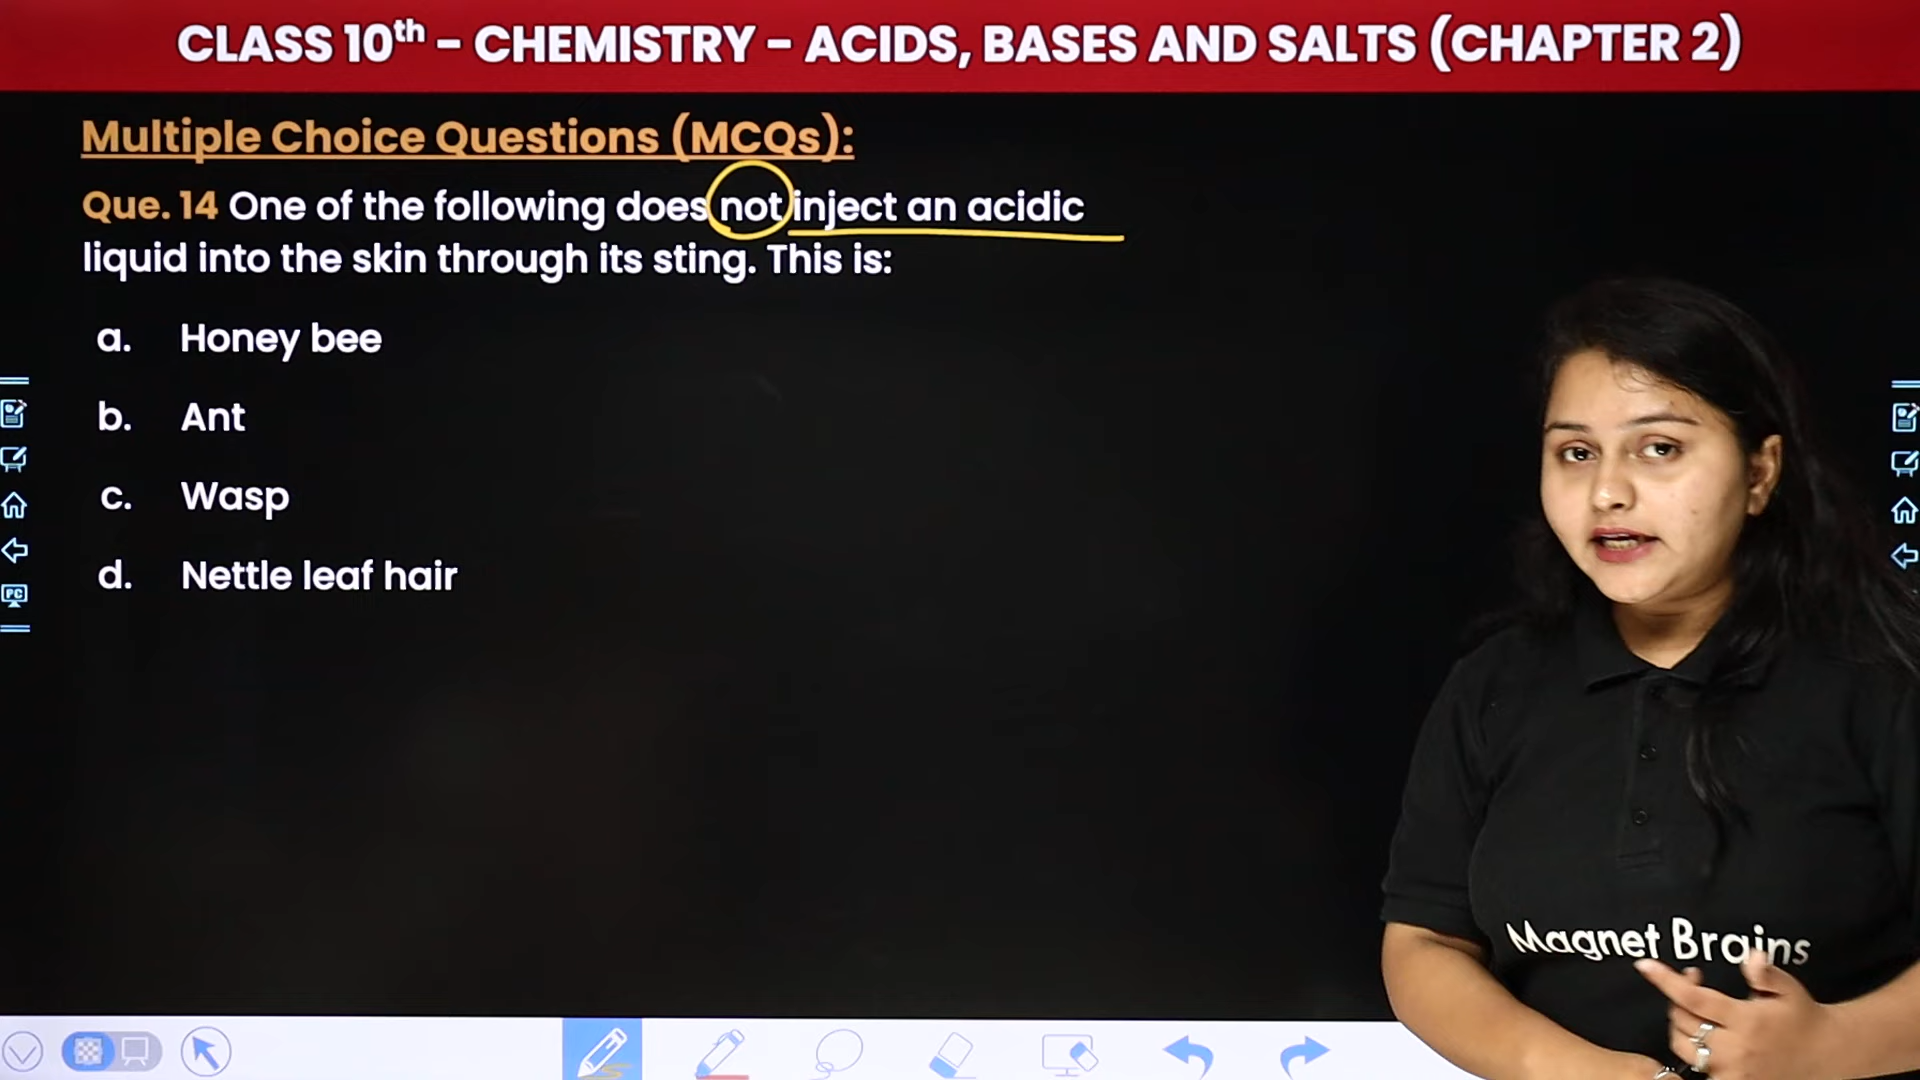 CLASS 10th - CHEMISTRY - ACIDS, BASES AND SALTS (CHAPTER 2)
Multiple Choice Questions (MCQs):
Que. 14 One of the following does not inject an acidic
liquid into the skin through its sting. This is:
a. Honey bee
b. Ant
c. Wasp
d. Nettle leaf hair
PC
Magnet Brains